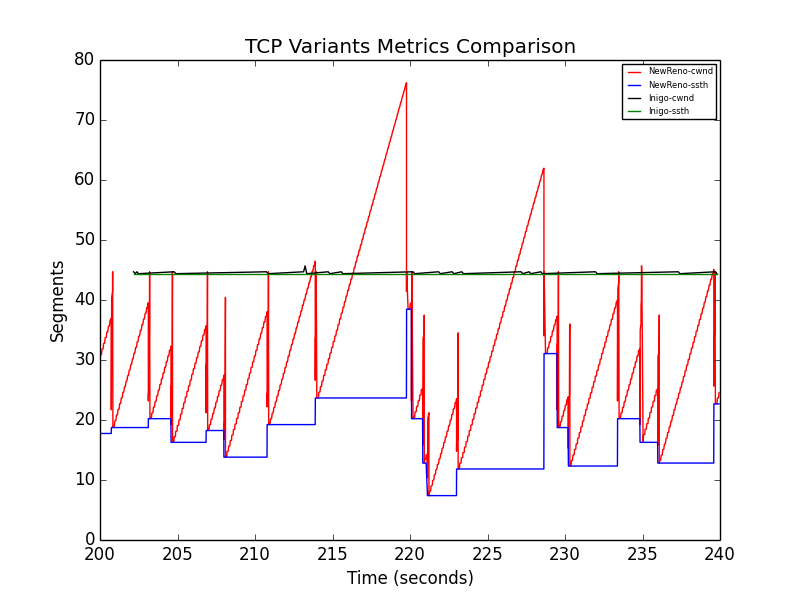 TCP Variants Metrics Comparison
80
70
60
50
40
30
20
10
0
Segments
NewReno-cwnd
NewReno-ssth
Inigo-cwnd
Inigo-ssth
200 205 210 215 220 225 230 235 240
Time (seconds)